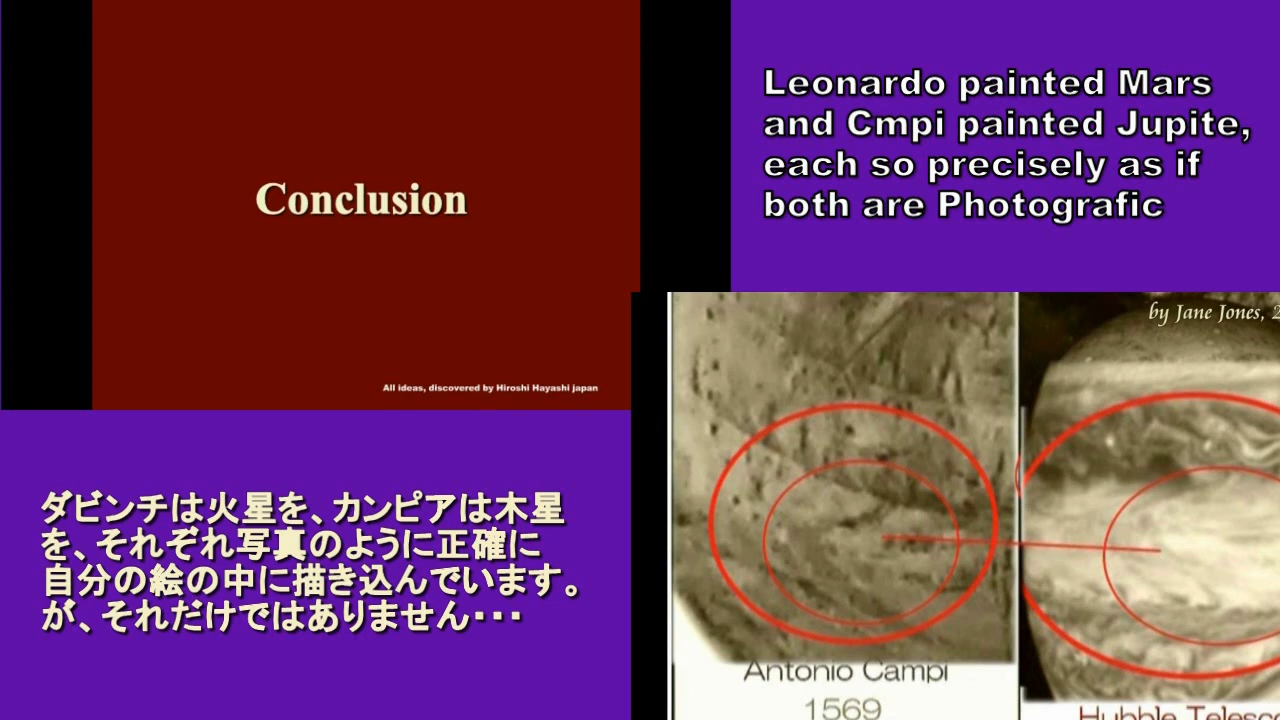 Conclusion
All ideas, discovered by Hiroshi Hayashi japan
Leonardo painted Mars
and Cmpi painted Jupite,
each so precisely as if
both are Photografic
ダビンチは火星を、カンピアは木星
を、それぞれ写真のように正確に
自分の絵の中に描き込んでいます。
が、それだけではありません・・・
by Jane Jones,
Antonio Campi
1569
Hubble